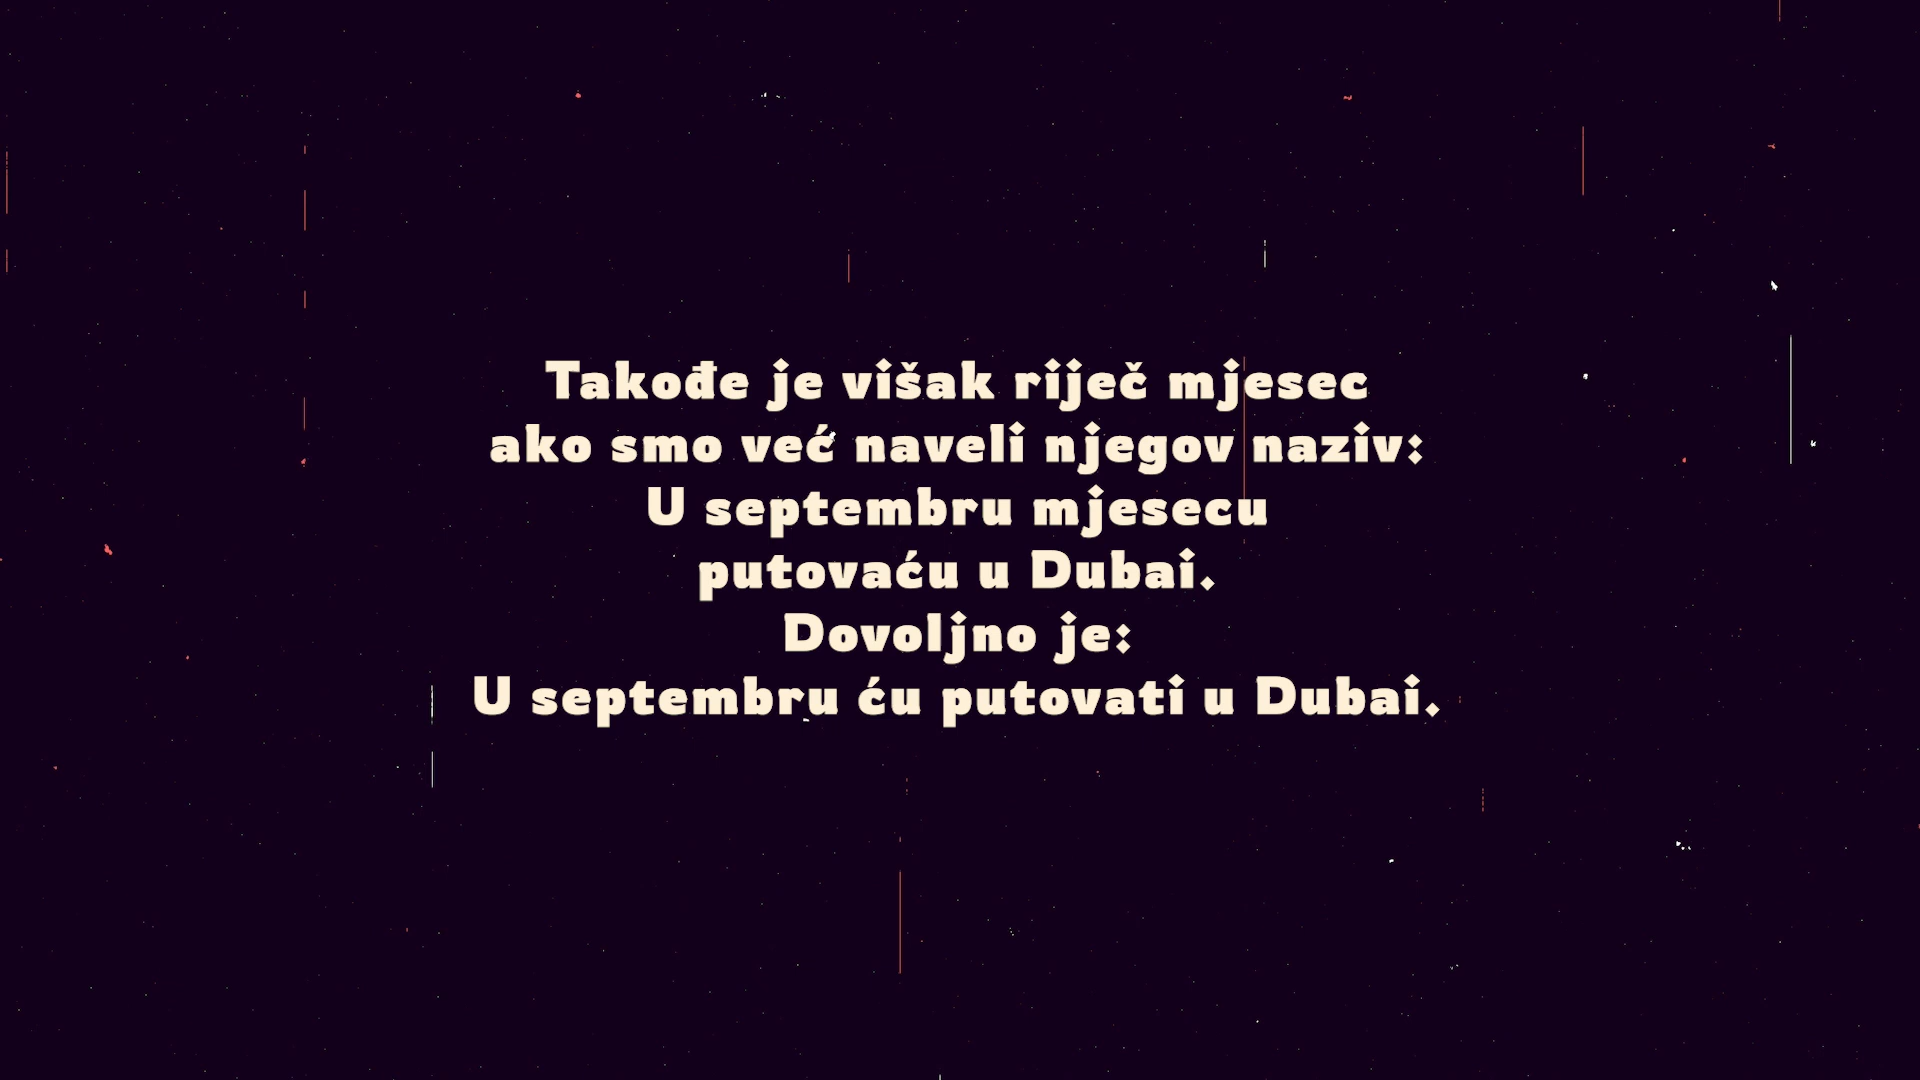 Takođe je višak riječ mjesec
ako smo već naveli njegov naziv:
U septembru mjesecu
putovaću u Dubai.
Dovoljno je:
U septembru ću putovati u Dubai.